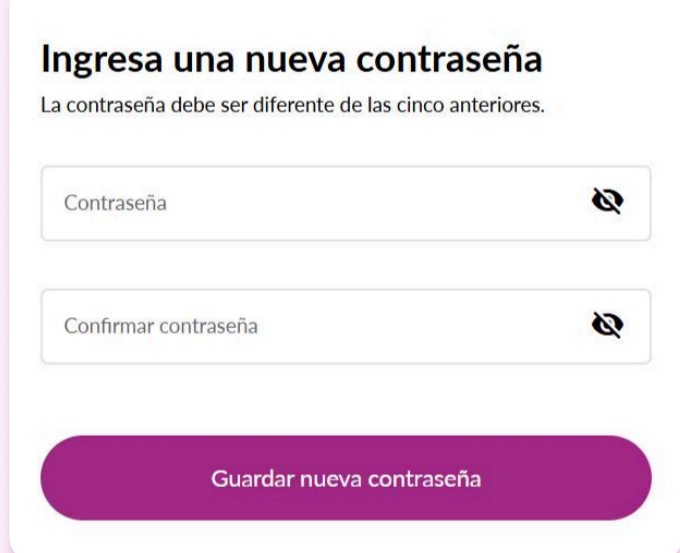 Ingresa una nueva contraseña
La contraseña debe ser diferente de las cinco anteriores.
Contraseña
Confirmar contraseña
Guardar nueva contraseña